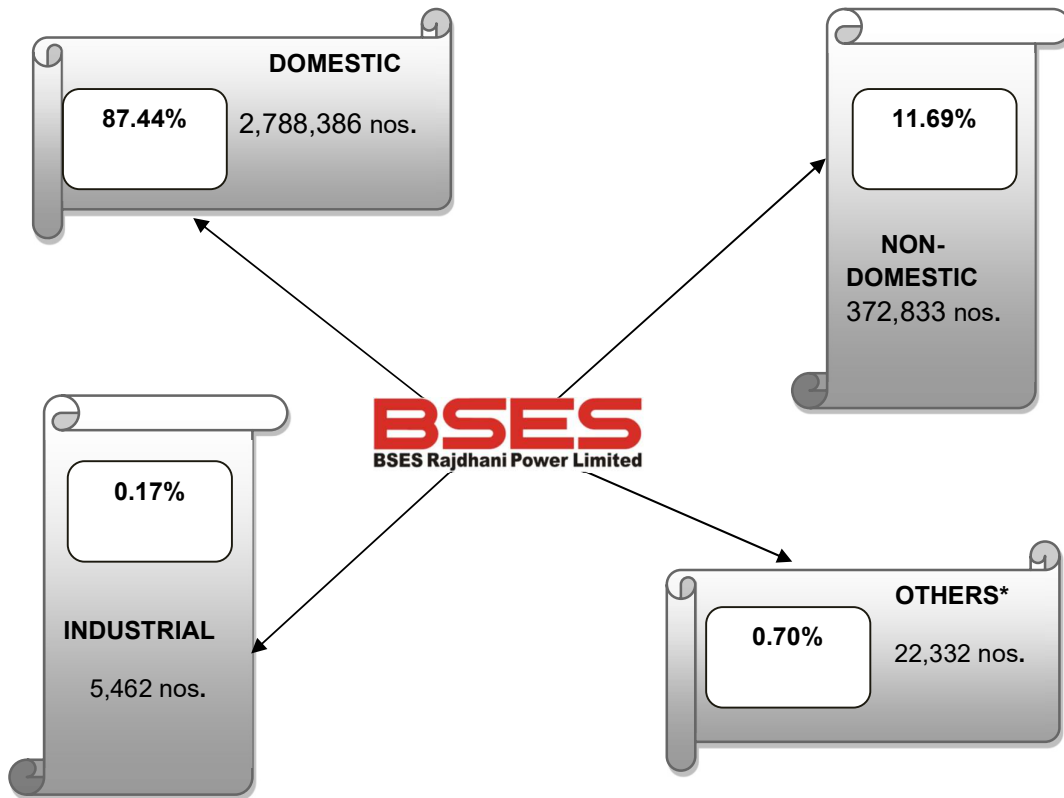 DOMESTIC
87.44%
2,788,386 nos.
11.69%
NON-
DOMESTIC
372,833 nos.
BSES
BSES Rajdhani Power Limited
0.17%
INDUSTRIAL
5,462 nos.
OTHERS*
0.70%
22,332 nos.